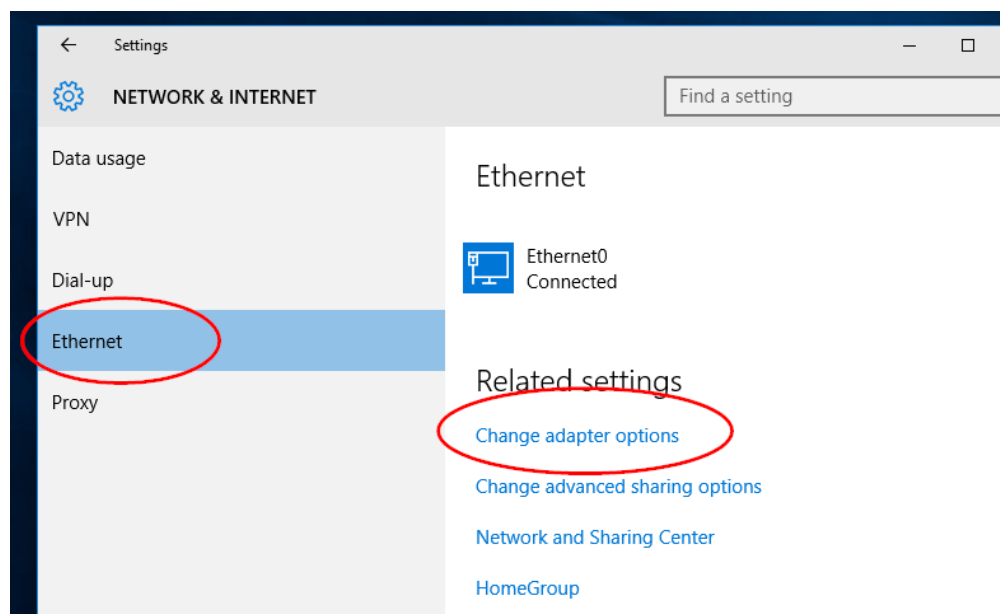 Settings
NETWORK & INTERNET
Find a setting
Data usage
VPN
Dial-up
Ethernet
Proxy
Ethernet
Ethernet0
Connected
Related settings
Change adapter options
Change advanced sharing options
Network and Sharing Center
HomeGroup